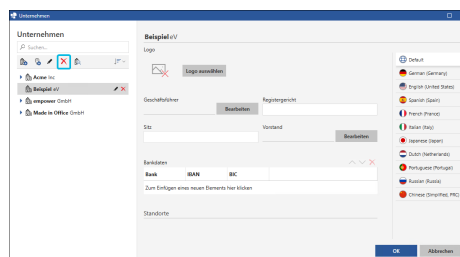 Unternehmen
Unternehmen
Suchen...
Acme Inc
Beispiel eV
empower GmbH
Made in Office GmbH
Beispiel eV
Logo
Logo auswählen
Geschäftsführer
Bearbeiten
Registergericht
Sitz
Vorstand
Bearbeiten
Bankdaten
Bank IBAN BIC
Zum Einfügen eines neuen Elements hier klicken
Standorte
Default
German (Germany)
English (United States)
Spanish (Spain)
French (France)
Italian (Italy)
Japanese (Japan)
Dutch (Netherlands)
Portuguese (Portugal)
Russian (Russia)
Chinese (Simplified, PRC)
OK Abbrechen